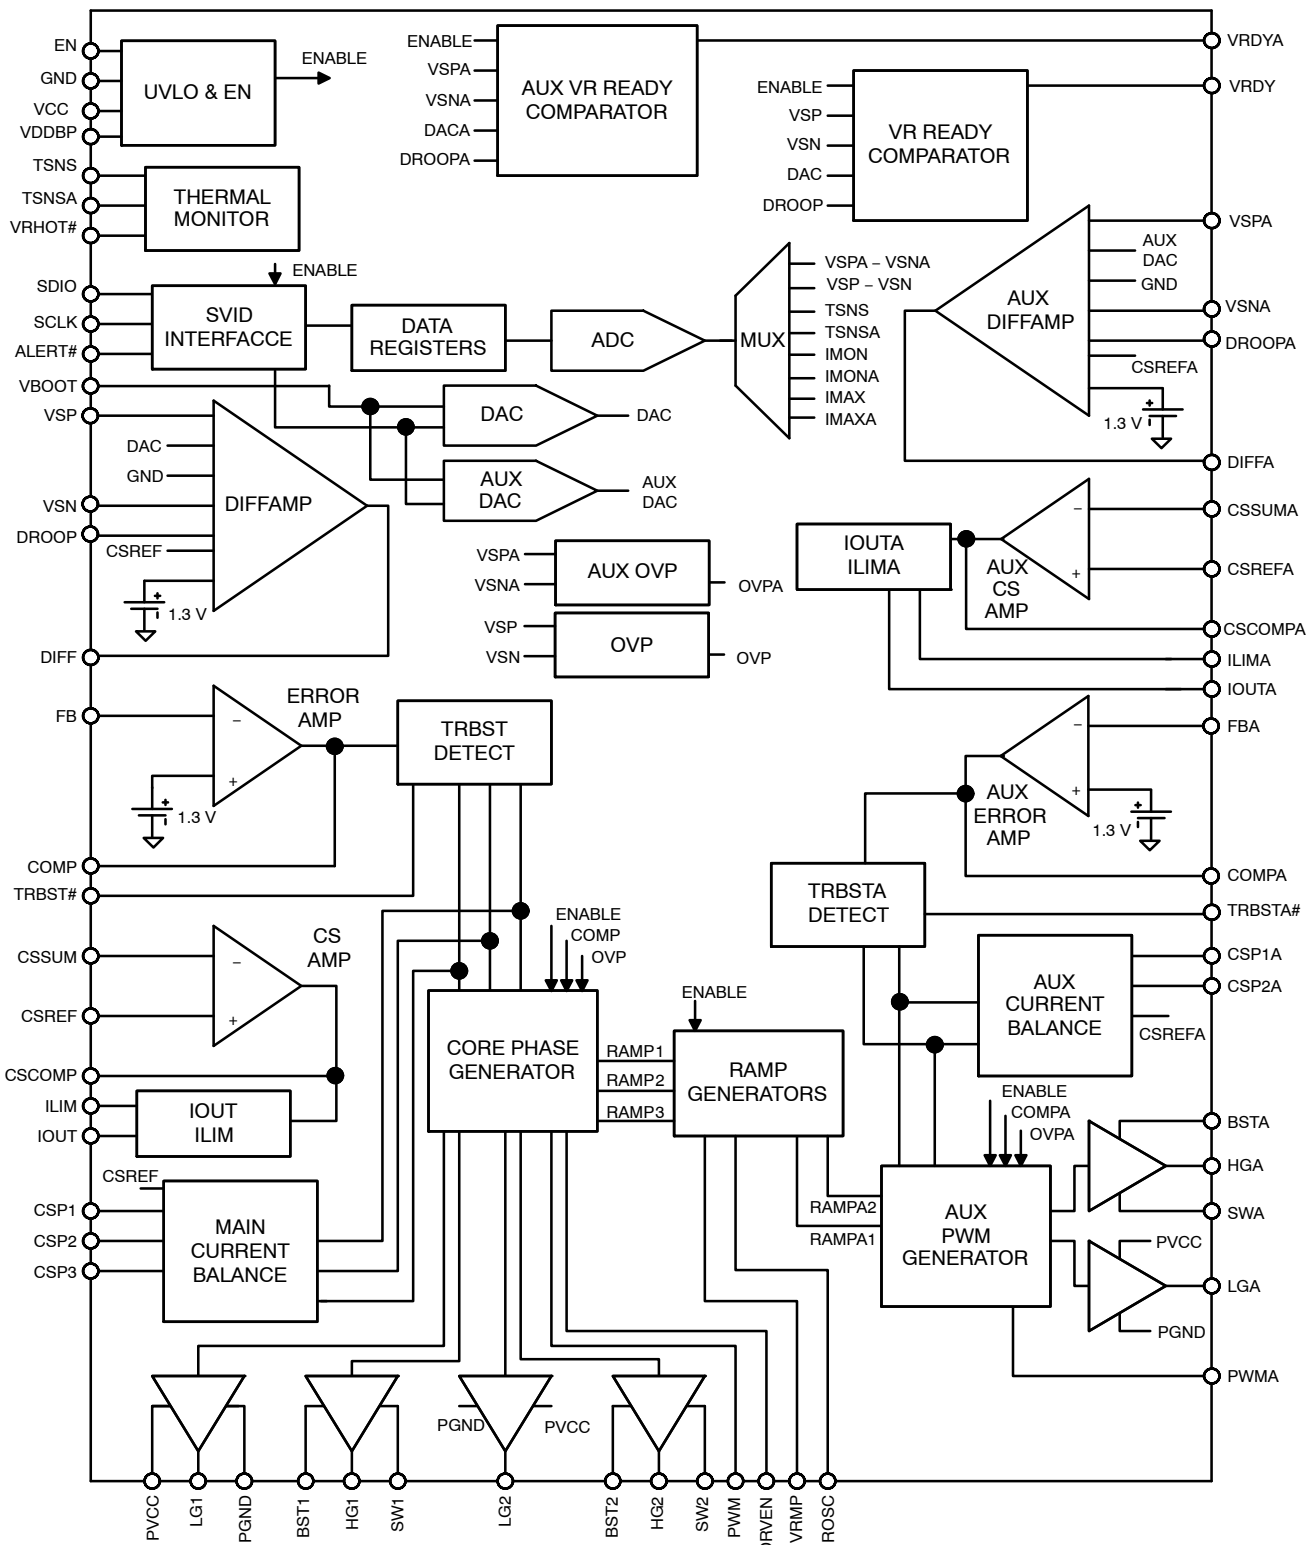 EN
GND
VCC
VDDBP
UVLO & EN
ENABLE
TSNS
TSNSA
VRHOT#
THERMAL
MONITOR
ENABLE
VSPA
VSNA
DACA
DROOPA
AUX VR READY
COMPARATOR
VRDYA
ENABLE
VSP
VSN
DAC
DROOP
VR READY
COMPARATOR
VRDY
SDIO
SCLK
ALERT#
ENABLE
SVID
INTERFACCE
DATA
REGISTERS
ADC
MUX
VSPA – VSNA
VSP – VSN
TSNS
TSNSA
IMON
IMONA
IMAX
IMAXA
AUX
DIFFAMP
VSPA
AUX
DAC
GND
VSNA
DROOPA
CSREFA
1.3 V
+
–
DIFFA
VBOOT
VSP
DAC
GND
VSN
DROOP
CSREF
DIFFAMP
+
–
1.3 V
DIFF
DAC
DAC
AUX
DAC
AUX
DAC
VSPA
VSNA
AUX OVP
OVPA
VSP
VSN
OVP
OVP
IOUTA
ILIMA
AUX
CS
AMP
–
+
CSSUMA
CSREFA
CSCOMPA
ILIMA
IOUTA
FB
–
+
ERROR
AMP
+
–
1.3 V
COMP
TRBST#
TRBST
DETECT
FBA
–
+
AUX
ERROR
AMP
+
–
1.3 V
COMPA
TRBSTA
DETECT
TRBSTA#
CSSUM
CSREF
–
+
CS
AMP
CSCOMP
ILIM
IOUT
IOUT
ILIM
ENABLE
COMP
OVP
CORE PHASE
GENERATOR
RAMP1
RAMP2
RAMP3
ENABLE
RAMP
GENERATORS
AUX
CURRENT
BALANCE
CSP1A
CSP2A
CSREFA
CSREF
CSP1
CSP2
CSP3
MAIN
CURRENT
BALANCE
RAMPA2
RAMPA1
ENABLE
COMPA
OVPA
AUX
PWM
GENERATOR
BSTA
HGA
SWA
PVCC
LGA
PGND
PWMA
PGND
PVCC
PVCC
LG1
PGND
BST1
HG1
SW1
LG2
BST2
HG2
SW2
PWM
DRVEN
VRMP
ROSC